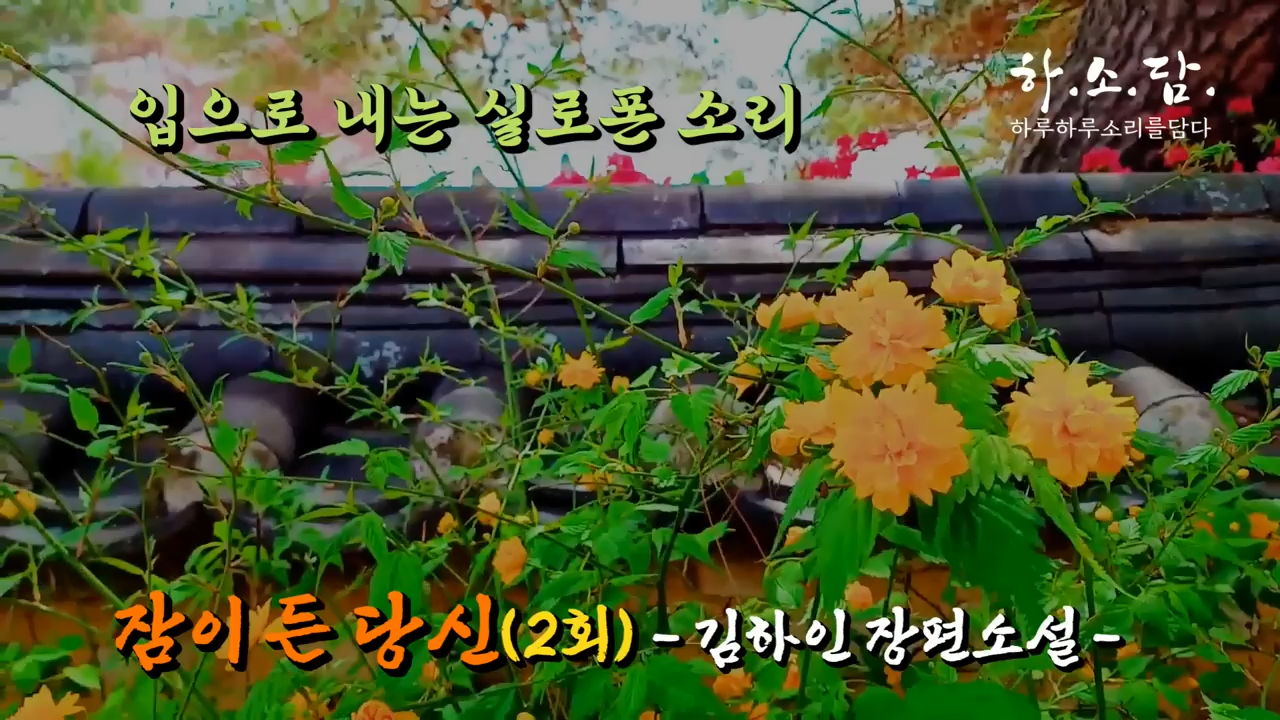 하.소.담.
하루하루소리를담다
입으로 내는 실로폰 소리
잠이 든 당신(2회) - 김하인 장편소설 -